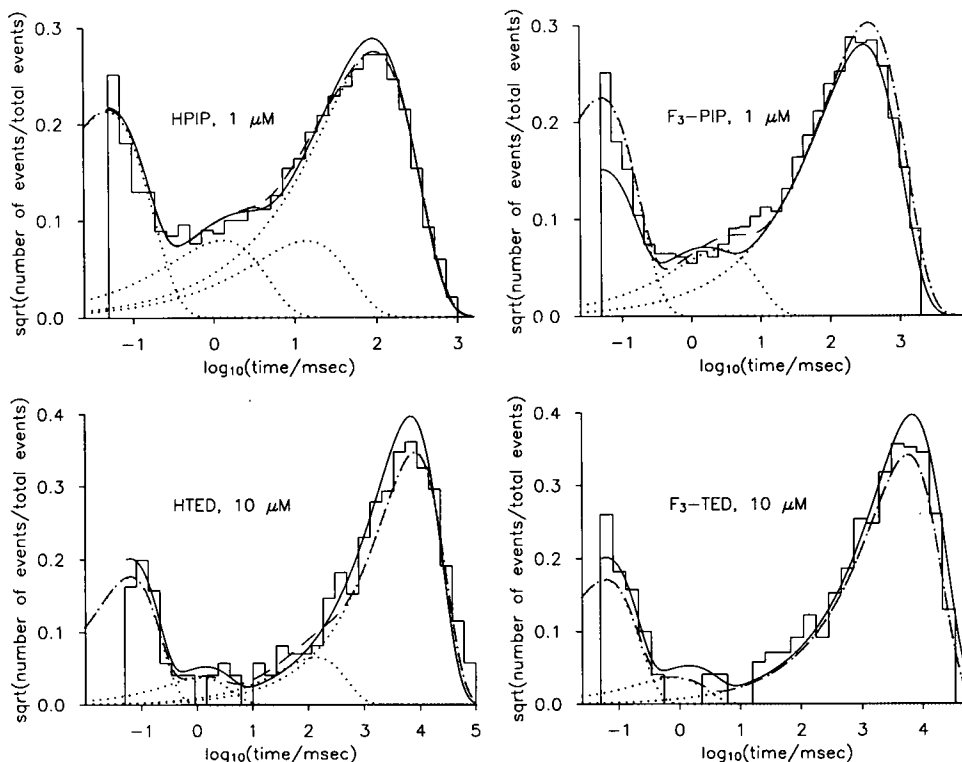 sqrt(number of events/total events)
0.3
0.2
0.1
0.0
HPIP, 1 μM
−1 0 1 2 3
log₁₀(time/msec)
sqrt(number of events/total events)
0.3
0.2
0.1
0.0
F₃−PIP, 1 μM
−1 0 1 2 3
log₁₀(time/msec)
sqrt(number of events/total events)
0.4
0.3
0.2
0.1
0.0
HTED, 10 μM
−1 0 1 2 3 4 5
log₁₀(time/msec)
sqrt(number of events/total events)
0.4
0.3
0.2
0.1
0.0
F₃−TED, 10 μM
−1 0 1 2 3 4
log₁₀(time/msec)